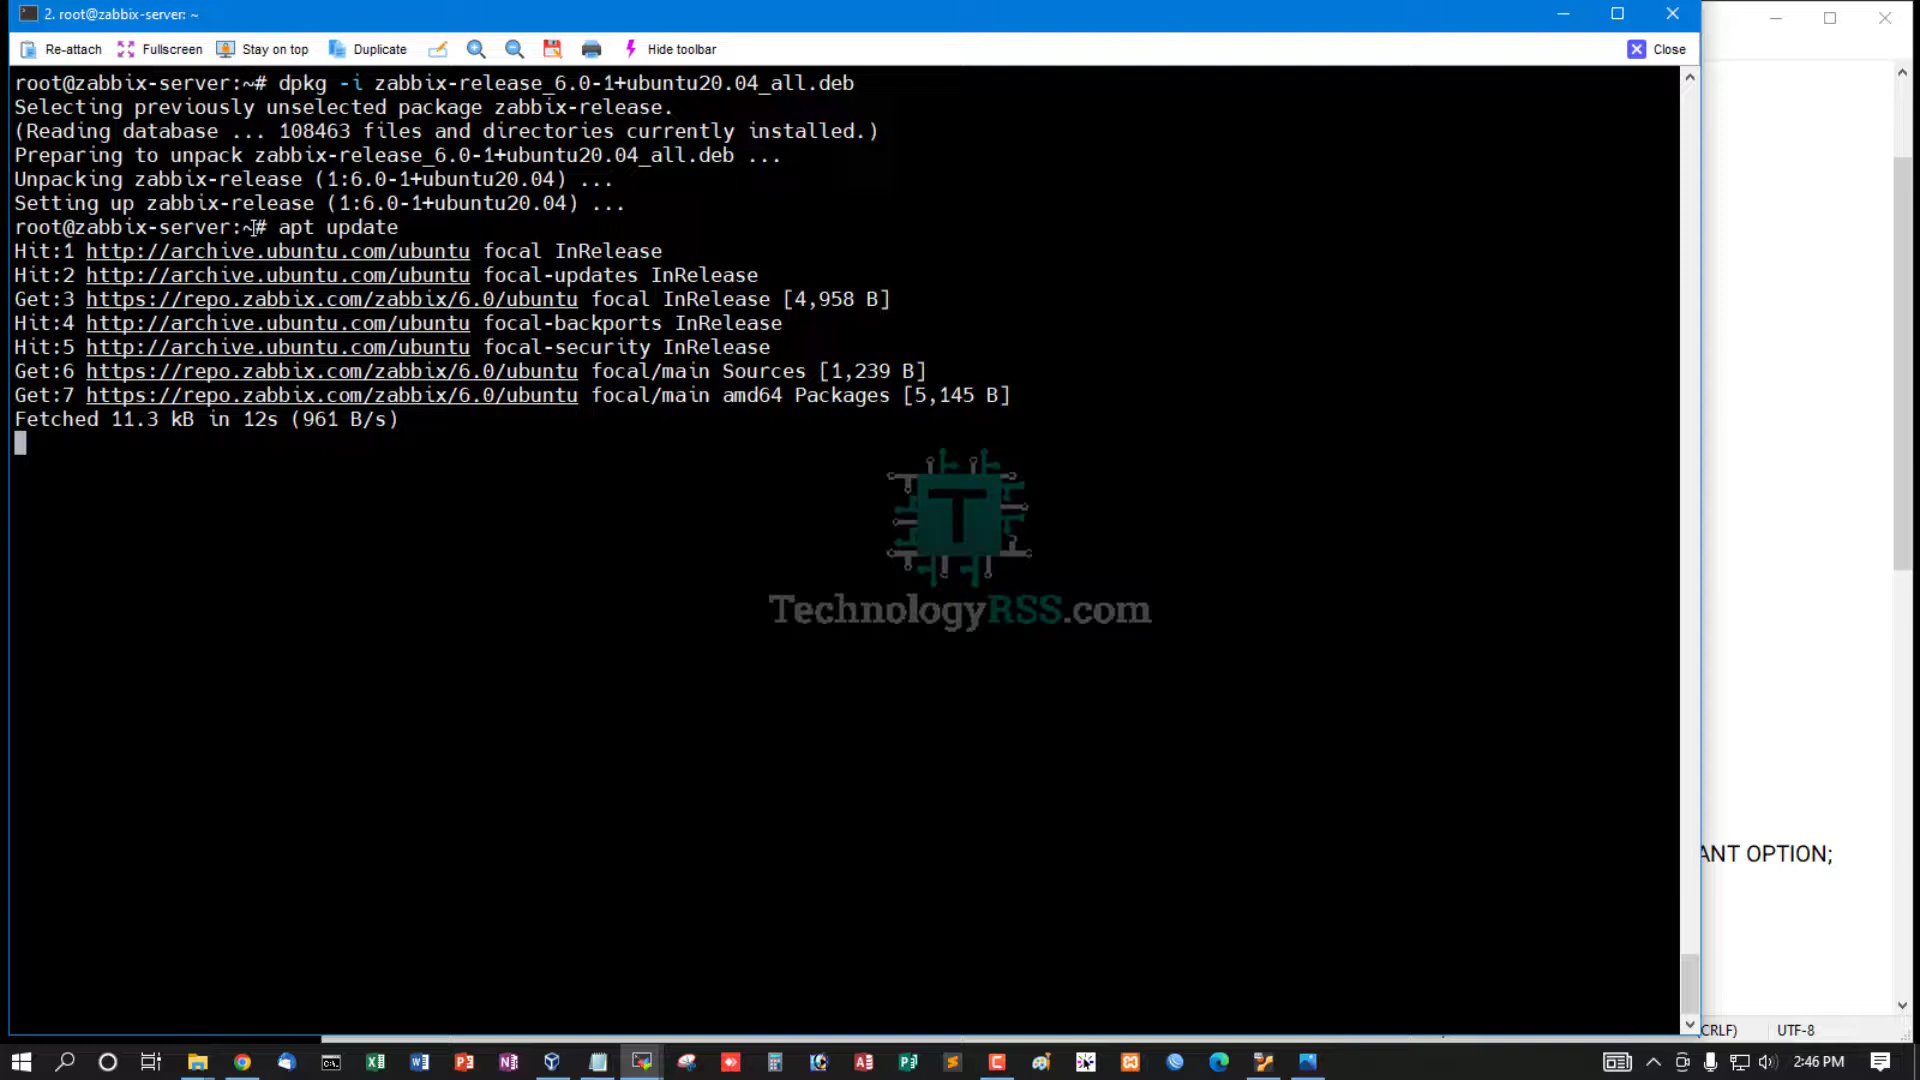 2. root@zabbix-server: ~
Re-attach Fullscreen Stay on top Duplicate Hide toolbar Close
root@zabbix-server:~# dpkg -i zabbix-release_6.0-1+ubuntu20.04_all.deb
Selecting previously unselected package zabbix-release.
(Reading database ... 108463 files and directories currently installed.)
Preparing to unpack zabbix-release_6.0-1+ubuntu20.04_all.deb ...
Unpacking zabbix-release (1:6.0-1+ubuntu20.04) ...
Setting up zabbix-release (1:6.0-1+ubuntu20.04) ...
root@zabbix-server:~# apt update
Hit:1 http://archive.ubuntu.com/ubuntu focal InRelease
Hit:2 http://archive.ubuntu.com/ubuntu focal-updates InRelease
Get:3 https://repo.zabbix.com/zabbix/6.0/ubuntu focal InRelease [4,958 B]
Hit:4 http://archive.ubuntu.com/ubuntu focal-backports InRelease
Hit:5 http://archive.ubuntu.com/ubuntu focal-security InRelease
Get:6 https://repo.zabbix.com/zabbix/6.0/ubuntu focal/main Sources [1,239 B]
Get:7 https://repo.zabbix.com/zabbix/6.0/ubuntu focal/main amd64 Packages [5,145 B]
Fetched 11.3 kB in 12s (961 B/s)
T
TechnologyRSS.com
ANT OPTION;
CRLF) UTF-8
2:46 PM